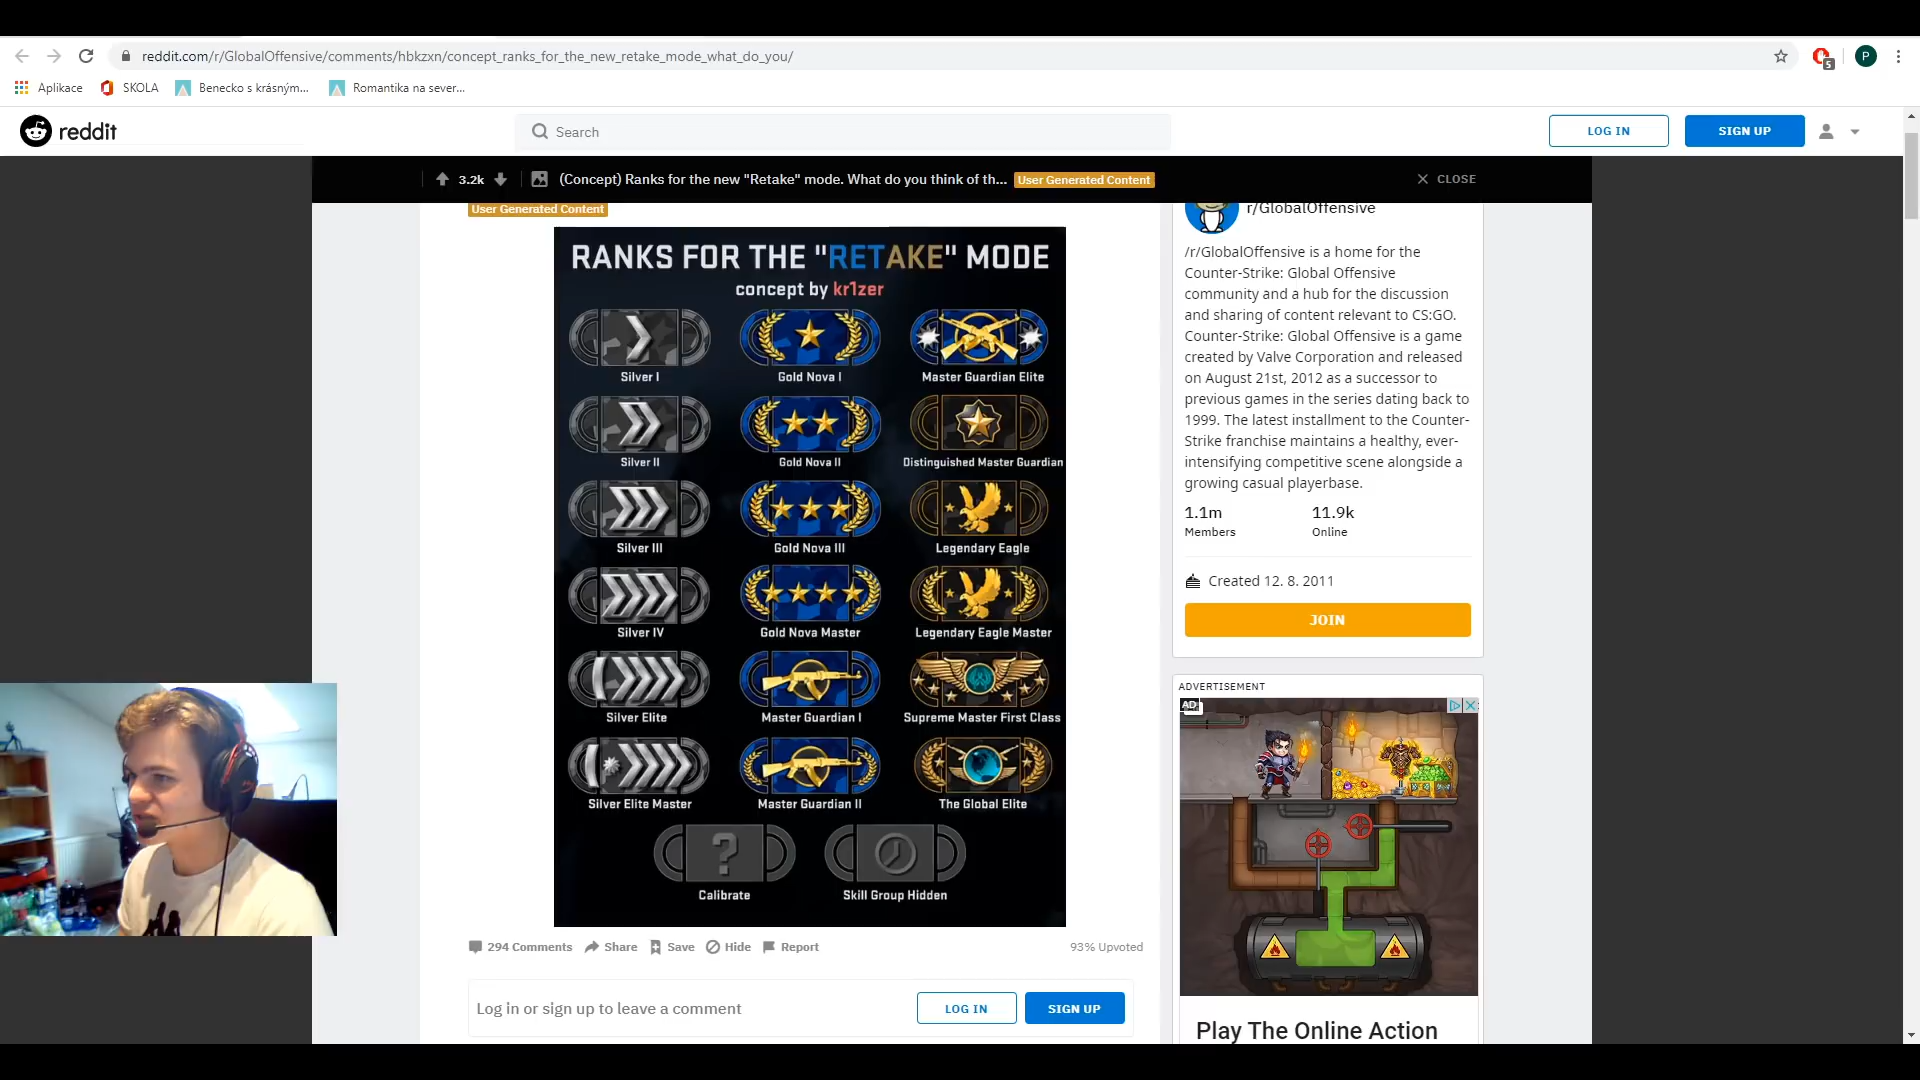 reddit.com/r/GlobalOffensive/comments/hbkzxn/concept_ranks_for_the_new_retake_mode_what_do_you/
5
P
Aplikace
SKOLA
Benecko s krásným...
Romantika na sever...
reddit
Search
LOG IN
SIGN UP
3.2k
(Concept) Ranks for the new "Retake" mode. What do you think of th...
User Generated Content
CLOSE
User Generated Content
RANKS FOR THE "RETAKE" MODE
concept by kr1zer
Silver I
Gold Nova I
Master Guardian Elite
Silver II
Gold Nova II
Distinguished Master Guardian
Silver III
Gold Nova III
Legendary Eagle
Silver IV
Gold Nova Master
Legendary Eagle Master
Silver Elite
Master Guardian I
Supreme Master First Class
Silver Elite Master
Master Guardian II
The Global Elite
?
Calibrate
Skill Group Hidden
294 Comments
Share
Save
Hide
Report
93% Upvoted
Log in or sign up to leave a comment
LOG IN
SIGN UP
r/GlobalOffensive
/r/GlobalOffensive is a home for the
Counter-Strike: Global Offensive
community and a hub for the discussion
and sharing of content relevant to CS:GO.
Counter-Strike: Global Offensive is a game
created by Valve Corporation and released
on August 21st, 2012 as a successor to
previous games in the series dating back to
1999. The latest installment to the Counter-
Strike franchise maintains a healthy, ever-
intensifying competitive scene alongside a
growing casual playerbase.
1.1m
Members
11.9k
Online
Created 12. 8. 2011
JOIN
ADVERTISEMENT
AD
Play The Online Action